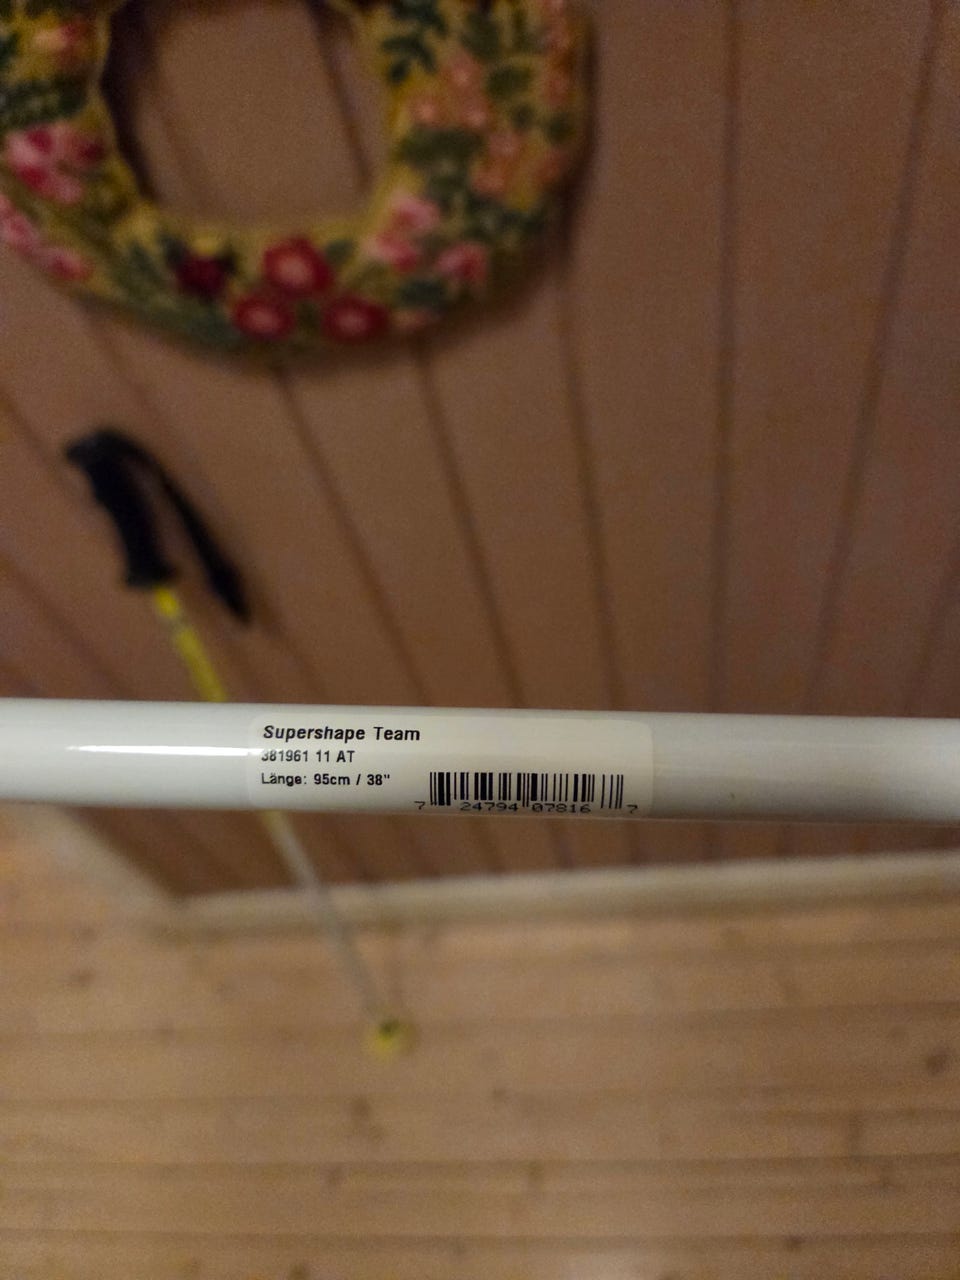 Supershape Team
381961 11 AT
Länge: 95cm / 38"
7 24794 07816 7